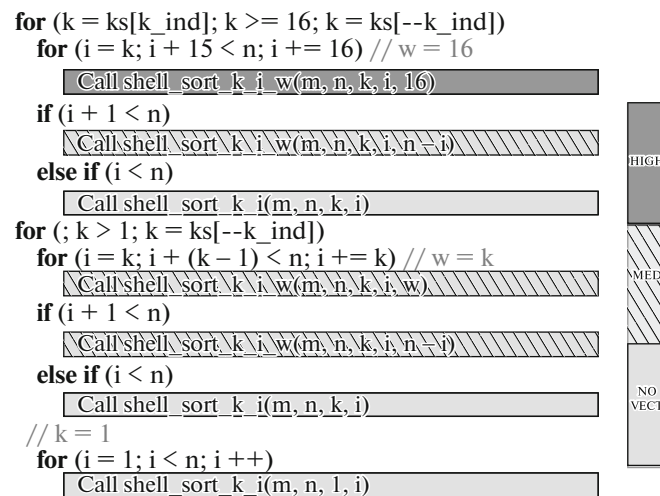 for (k = ks[k_ind]; k >= 16; k = ks[--k_ind])
for (i = k; i + 15 < n; i += 16) // w = 16
Call shell_sort_k_i_w(m, n, k, i, 16)
if (i + 1 < n)
Call shell_sort_k_i_w(m, n, k, i, n – i)
else if (i < n)
Call shell_sort_k_i(m, n, k, i)
for (; k > 1; k = ks[--k_ind])
for (i = k; i + (k – 1) < n; i += k) // w = k
Call shell_sort_k_i_w(m, n, k, i, w)
if (i + 1 < n)
Call shell_sort_k_i_w(m, n, k, i, n – i)
else if (i < n)
Call shell_sort_k_i(m, n, k, i)
// k = 1
for (i = 1; i < n; i ++)
Call shell_sort_k_i(m, n, 1, i)
HIGH
MED
NO
VECT